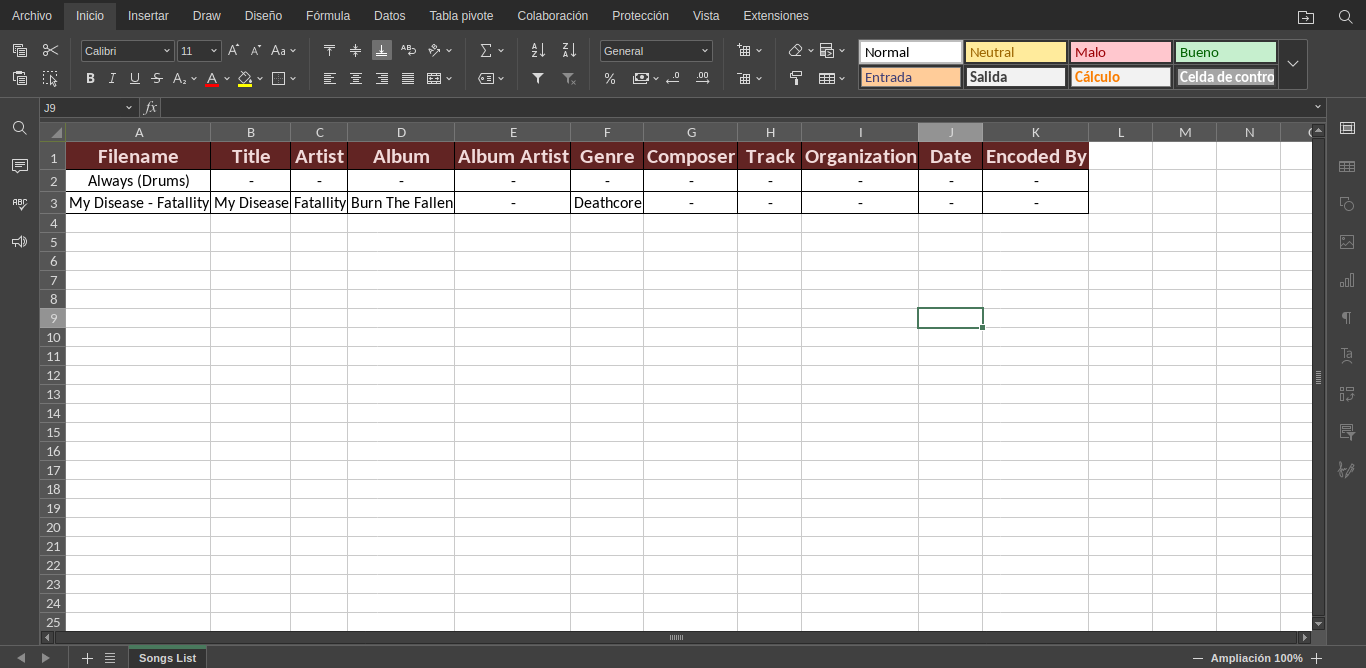 Archivo Inicio Insertar Draw Diseño Fórmula Datos Tabla pivote Colaboración Protección Vista Extensiones
Calibri 11 A A Aa General Normal Neutral Malo Bueno
B I U S A₂ A % Entrada Salida Cálculo Celda de contro
J9 fx
A B C D E F G H I J K L M N
1 Filename Title Artist Album Album Artist Genre Composer Track Organization Date Encoded By
2 Always (Drums) - - - - - - - - - -
3 My Disease - Fatallity My Disease Fatallity Burn The Fallen - Deathcore - - - - -
4
5
6
7
8
9
10
11
12
13
14
15
16
17
18
19
20
21
22
23
24
25
Songs List Ampliación 100%